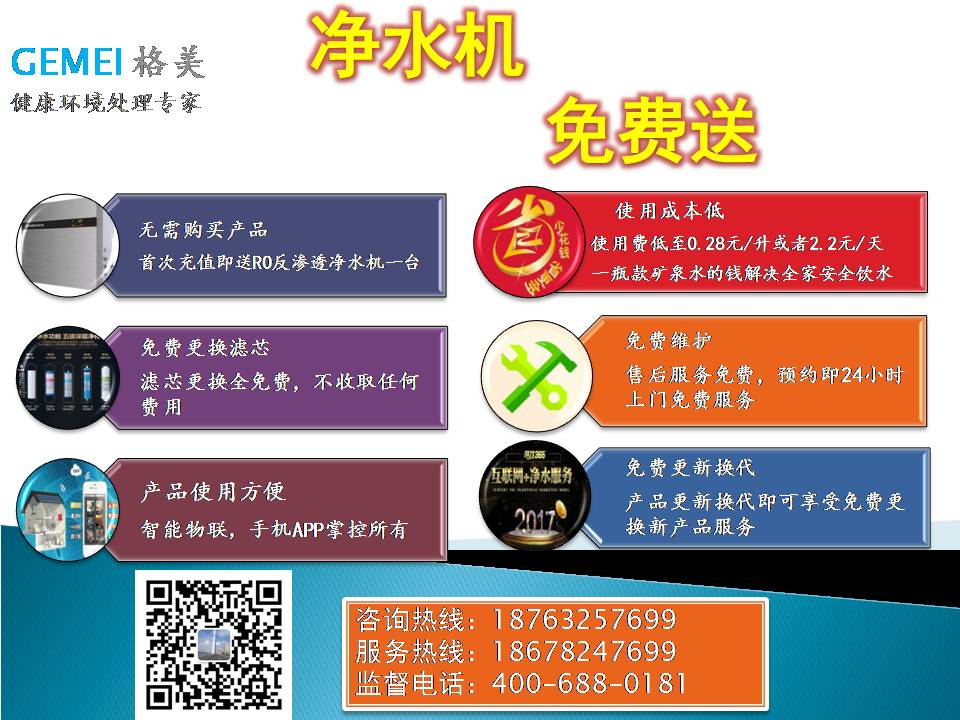 GEMEI 格美
健康环境处理专家
净水机
免费送
无需购买产品
首次充值即送RO反渗透净水机一台
省
少花钱
使用成本低
使用费低至0.28元/升或者2.2元/天
一瓶款矿泉水的钱解决全家安全饮水
免费更换滤芯
滤芯更换全免费，不收取任何
费用
免费维护
售后服务免费，预约即24小时
上门免费服务
产品使用方便
智能物联，手机APP掌控所有
互联网+净水服务
2017
免费更新换代
产品更新换代即可享受免费更
换新产品服务
咨询热线：18763257699
服务热线：18678247699
监督电话：400-688-0181